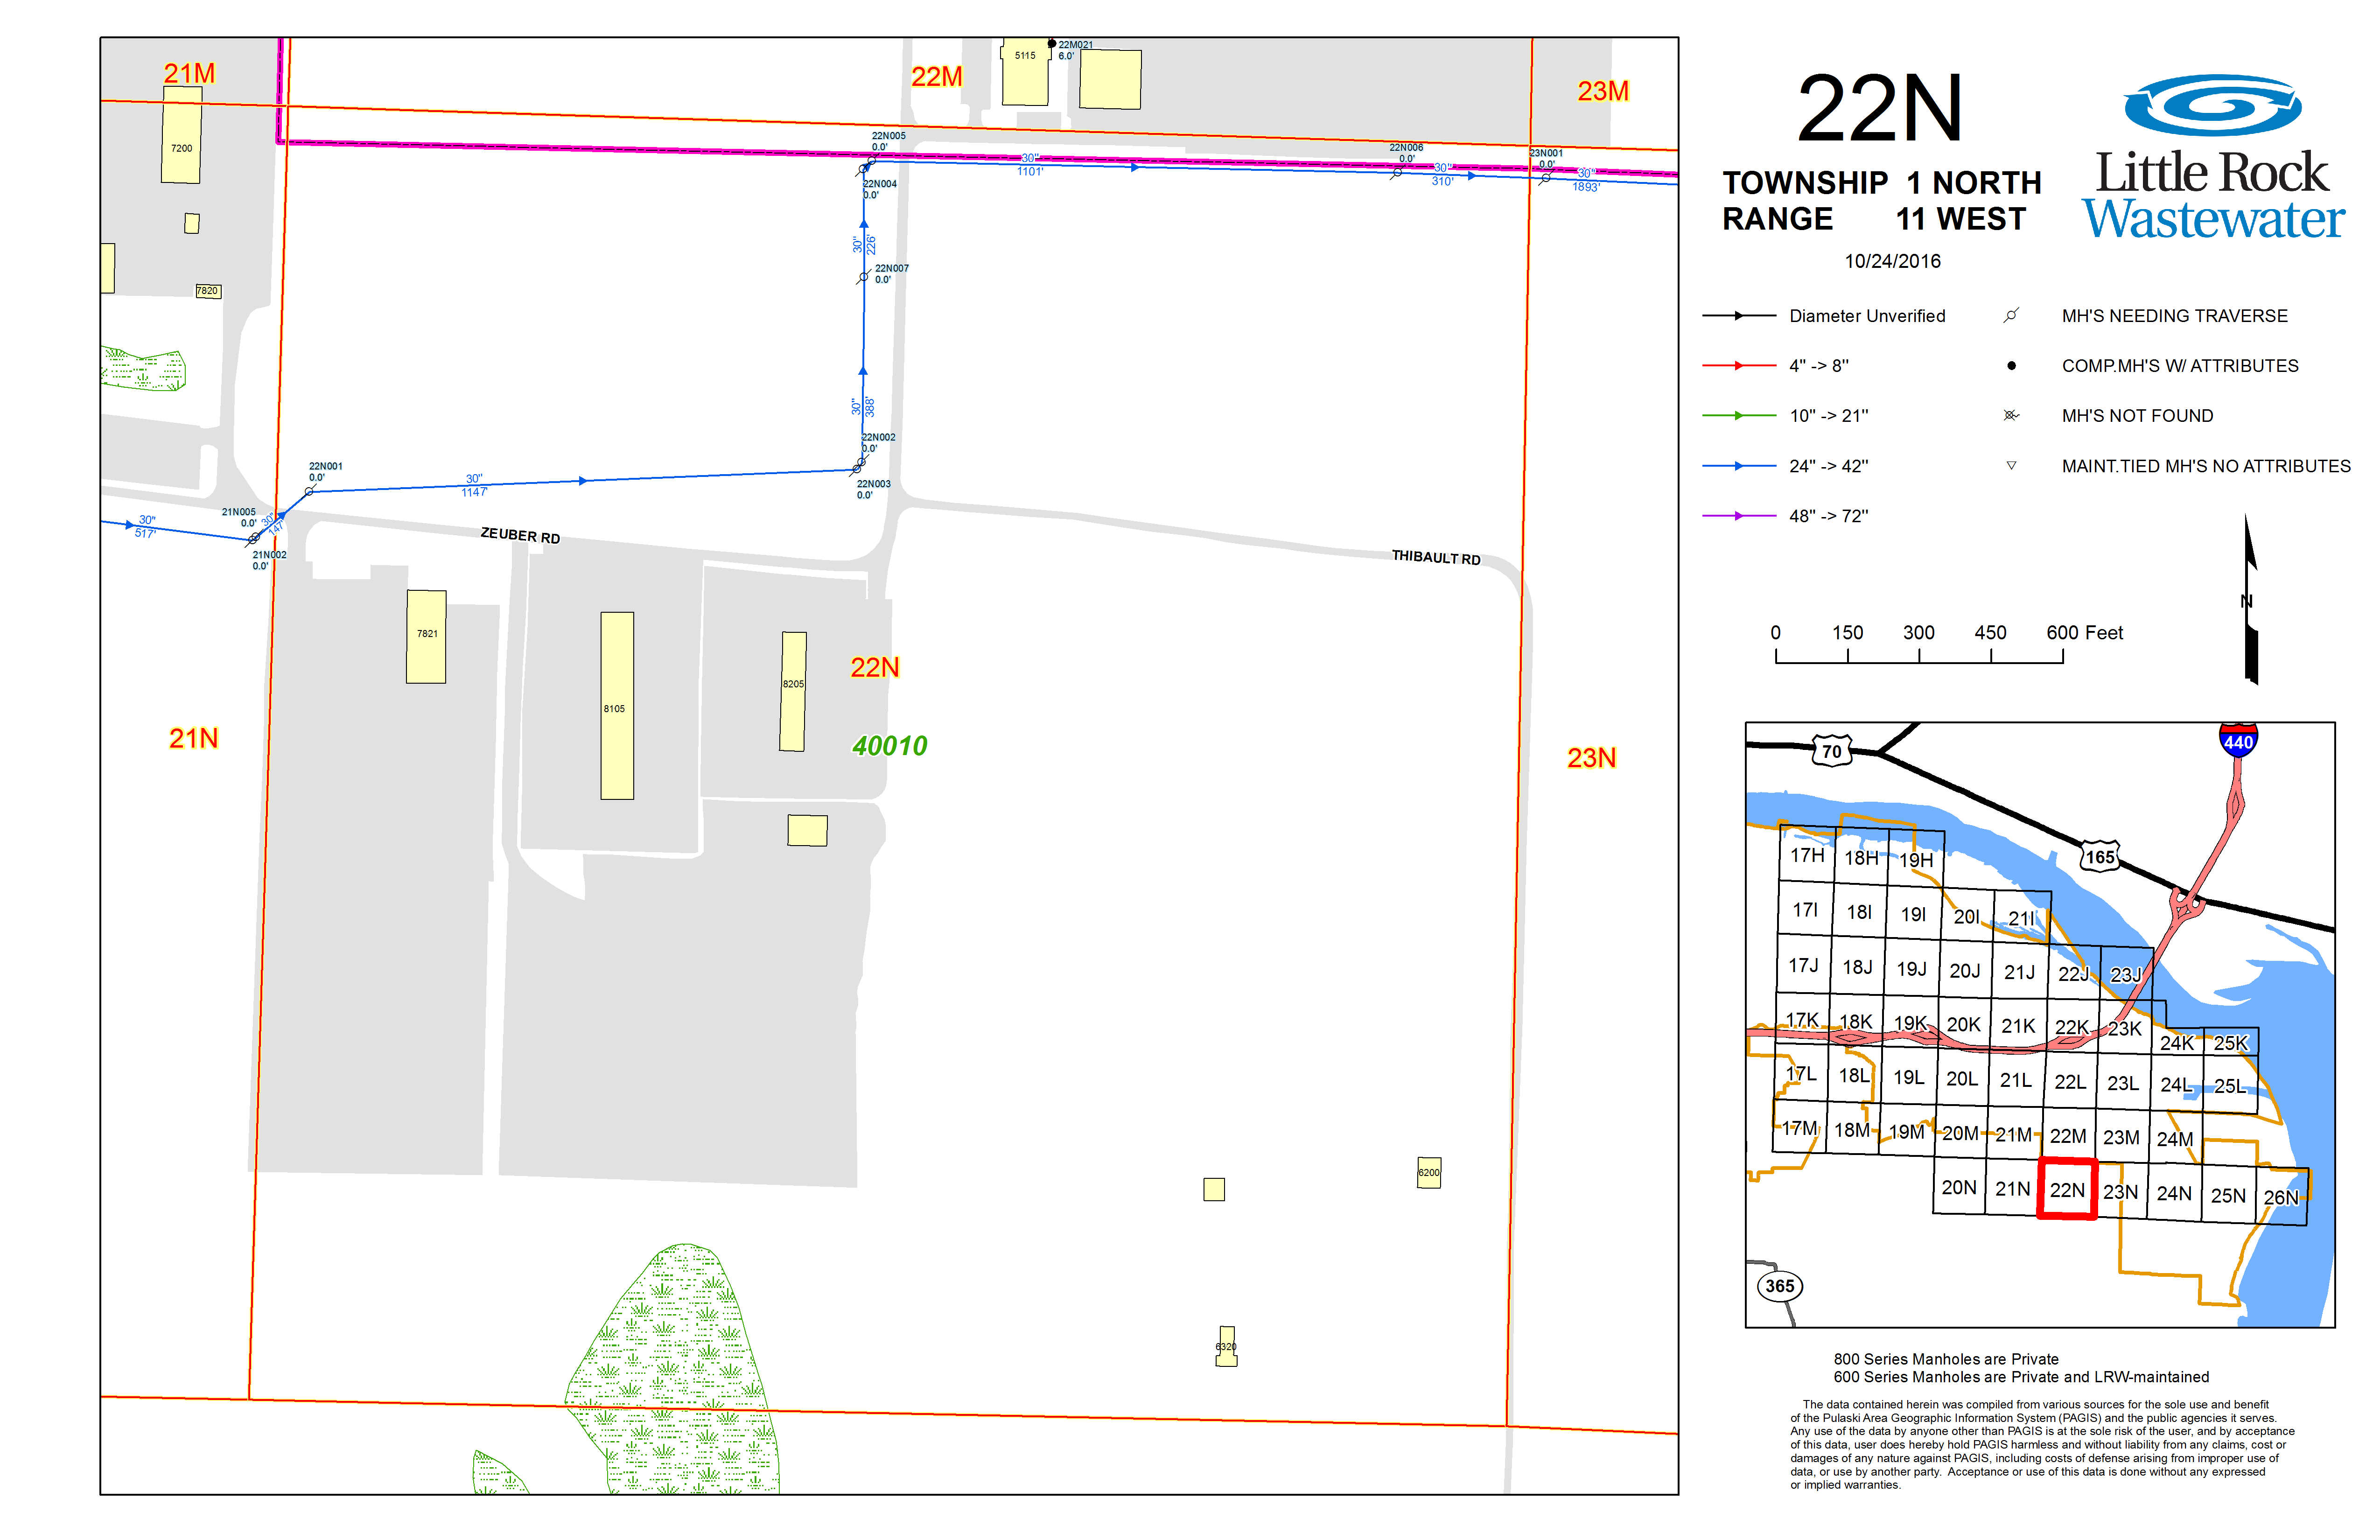 21M
22M
23M
5115
22M021
6.0'
7200
7820
22N005
0.0'
22N004
0.0'
30"
1101'
22N006
0.0'
30"
310'
23N001
0.0'
30"
1893'
30"
226'
22N007
0.0'
30"
388'
22N002
0.0'
22N003
0.0'
22N001
0.0'
30"
1147'
21N005
0.0'
30"
147'
30"
517'
21N002
0.0'
ZEUBER RD
THIBAULT RD
7821
8105
8205
22N
40010
21N
23N
6200
6320
22N
TOWNSHIP 1 NORTH
RANGE 11 WEST
10/24/2016
Little Rock
Wastewater
Diameter Unverified
4" -> 8"
10" -> 21"
24" -> 42"
48" -> 72"
MH'S NEEDING TRAVERSE
COMP.MH'S W/ ATTRIBUTES
MH'S NOT FOUND
MAINT.TIED MH'S NO ATTRIBUTES
N
0 150 300 450 600 Feet
70
440
165
365
17H 18H 19H
17I 18I 19I 20I 21I
17J 18J 19J 20J 21J 22J 23J
17K 18K 19K 20K 21K 22K 23K 24K 25K
17L 18L 19L 20L 21L 22L 23L 24L 25L
17M 18M 19M 20M 21M 22M 23M 24M
20N 21N 22N 23N 24N 25N 26N
800 Series Manholes are Private
600 Series Manholes are Private and LRW-maintained
The data contained herein was compiled from various sources for the sole use and benefit
of the Pulaski Area Geographic Information System (PAGIS) and the public agencies it serves.
Any use of the data by anyone other than PAGIS is at the sole risk of the user, and by acceptance
of this data, user does hereby hold PAGIS harmless and without liability from any claims, cost or
damages of any nature against PAGIS, including costs of defense arising from improper use of
data, or use by another party. Acceptance or use of this data is done without any expressed
or implied warranties.